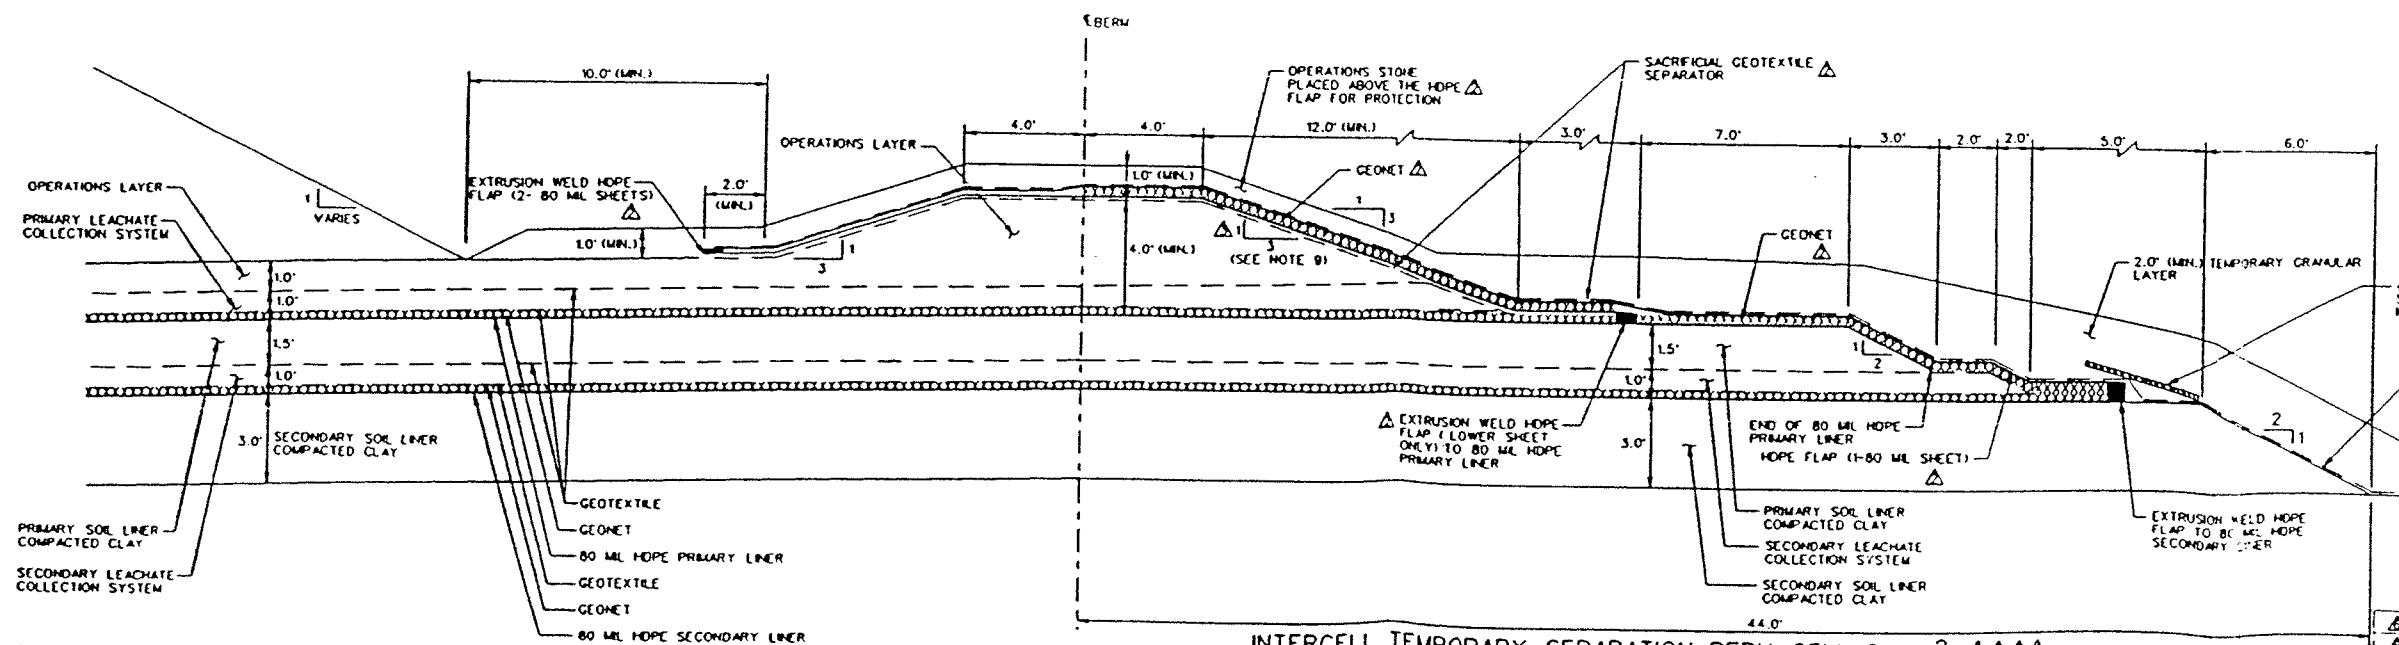 ℄BERM
10.0' (MIN.)
OPERATIONS STONE
PLACED ABOVE THE HDPE
FLAP FOR PROTECTION
SACRIFICIAL GEOTEXTILE
SEPARATOR
4.0'
4.0'
12.0' (MIN.)
3.0'
7.0'
3.0'
2.0'
2.0'
5.0'
6.0'
OPERATIONS LAYER
GEONET
1.0' (MIN.)
OPERATIONS LAYER
EXTRUSION WELD HDPE
FLAP (2- 80 MIL SHEETS)
2.0'
(MIN.)
1
VARIES
PRIMARY LEACHATE
COLLECTION SYSTEM
1.0' (MIN.)
1
3
4.0' (MIN.)
1
3
(SEE NOTE 9)
1
3
GEONET
2.0' (MIN.) TEMPORARY GRANULAR
LAYER
1.0'
1.0'
1.5'
1.0'
3.0'
SECONDARY SOIL LINER
COMPACTED CLAY
1.5'
1.0'
3.0'
1
2
EXTRUSION WELD HDPE
FLAP (LOWER SHEET
ONLY) TO 80 MIL HDPE
PRIMARY LINER
END OF 80 MIL HDPE
PRIMARY LINER
HDPE FLAP (1-80 MIL SHEET)
2
1
PRIMARY SOIL LINER
COMPACTED CLAY
SECONDARY LEACHATE
COLLECTION SYSTEM
GEOTEXTILE
GEONET
80 MIL HDPE PRIMARY LINER
GEOTEXTILE
GEONET
80 MIL HDPE SECONDARY LINER
PRIMARY SOIL LINER
COMPACTED CLAY
SECONDARY LEACHATE
COLLECTION SYSTEM
SECONDARY SOIL LINER
COMPACTED CLAY
EXTRUSION WELD HDPE
FLAP TO 80 MIL HDPE
SECONDARY LINER
44.0'
INTERCELL TEMPORARY SEPARATION BERM